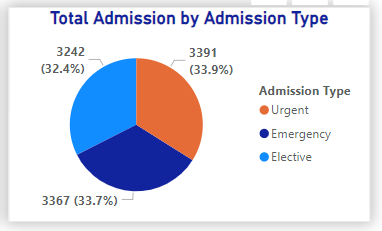 Total Admission by Admission Type
3242
(32.4%)
3391
(33.9%)
Admission Type
Urgent
Emergency
Elective
3367 (33.7%)